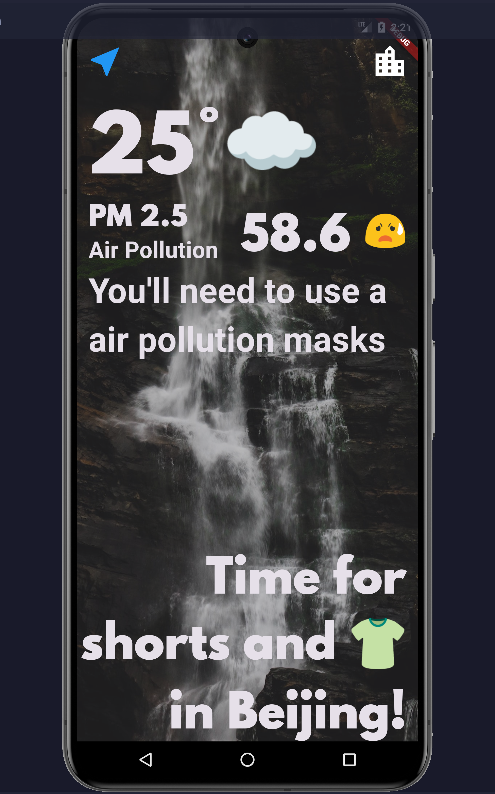 2:21
25°
PM 2.5
Air Pollution
58.6
You'll need to use a
air pollution masks
Time for
shorts and
in Beijing!